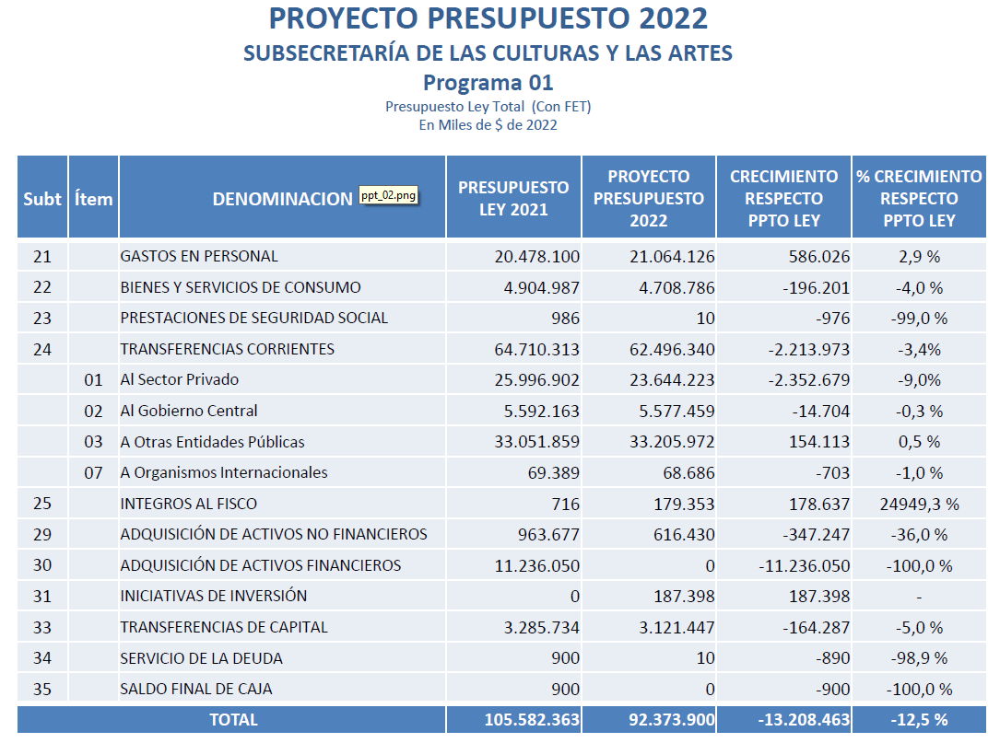 PROYECTO PRESUPUESTO 2022
SUBSECRETARÍA DE LAS CULTURAS Y LAS ARTES
Programa 01
Presupuesto Ley Total (Con FET)
En Miles de $ de 2022
Subt Ítem DENOMINACION ppt_02.png PRESUPUESTO LEY 2021 PROYECTO PRESUPUESTO 2022 CRECIMIENTO RESPECTO PPTO LEY % CRECIMIENTO RESPECTO PPTO LEY
21 GASTOS EN PERSONAL 20.478.100 21.064.126 586.026 2,9 %
22 BIENES Y SERVICIOS DE CONSUMO 4.904.987 4.708.786 -196.201 -4,0 %
23 PRESTACIONES DE SEGURIDAD SOCIAL 986 10 -976 -99,0 %
24 TRANSFERENCIAS CORRIENTES 64.710.313 62.496.340 -2.213.973 -3,4%
01 Al Sector Privado 25.996.902 23.644.223 -2.352.679 -9,0%
02 Al Gobierno Central 5.592.163 5.577.459 -14.704 -0,3 %
03 A Otras Entidades Públicas 33.051.859 33.205.972 154.113 0,5 %
07 A Organismos Internacionales 69.389 68.686 -703 -1,0 %
25 INTEGROS AL FISCO 716 179.353 178.637 24949,3 %
29 ADQUISICIÓN DE ACTIVOS NO FINANCIEROS 963.677 616.430 -347.247 -36,0 %
30 ADQUISICIÓN DE ACTIVOS FINANCIEROS 11.236.050 0 -11.236.050 -100,0 %
31 INICIATIVAS DE INVERSIÓN 0 187.398 187.398 -
33 TRANSFERENCIAS DE CAPITAL 3.285.734 3.121.447 -164.287 -5,0 %
34 SERVICIO DE LA DEUDA 900 10 -890 -98,9 %
35 SALDO FINAL DE CAJA 900 0 -900 -100,0 %
TOTAL 105.582.363 92.373.900 -13.208.463 -12,5 %